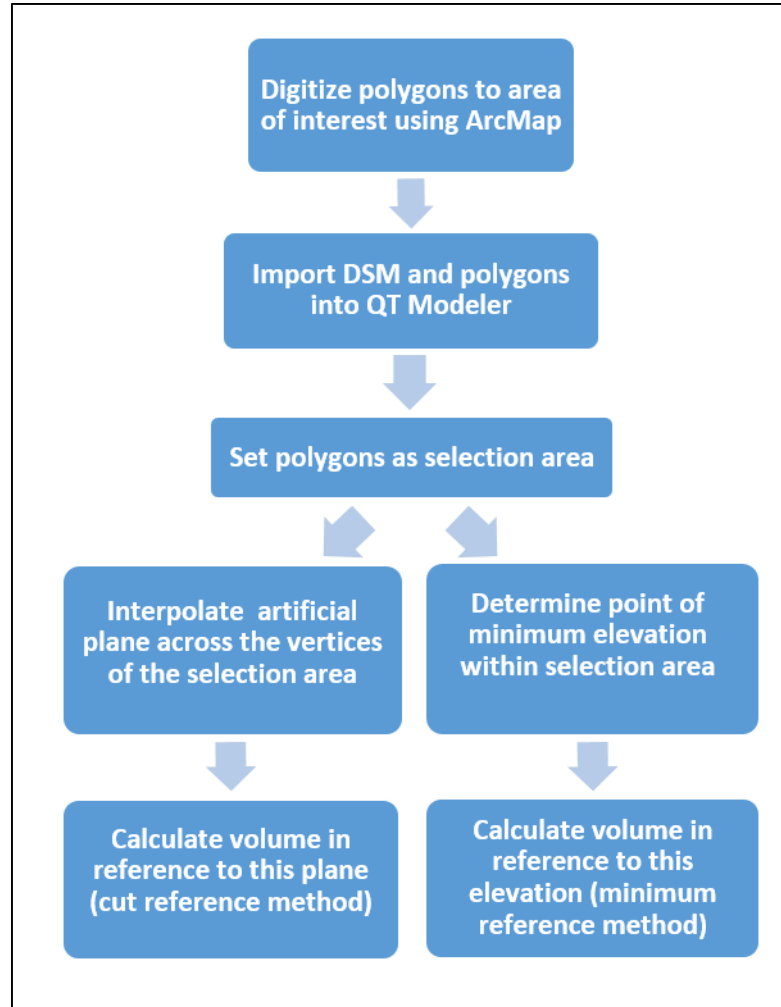 Digitize polygons to area
of interest using ArcMap
Import DSM and polygons
into QT Modeler
Set polygons as selection area
Interpolate artificial
plane across the vertices
of the selection area
Determine point of
minimum elevation
within selection area
Calculate volume in
reference to this plane
(cut reference method)
Calculate volume in
reference to this
elevation (minimum
reference method)